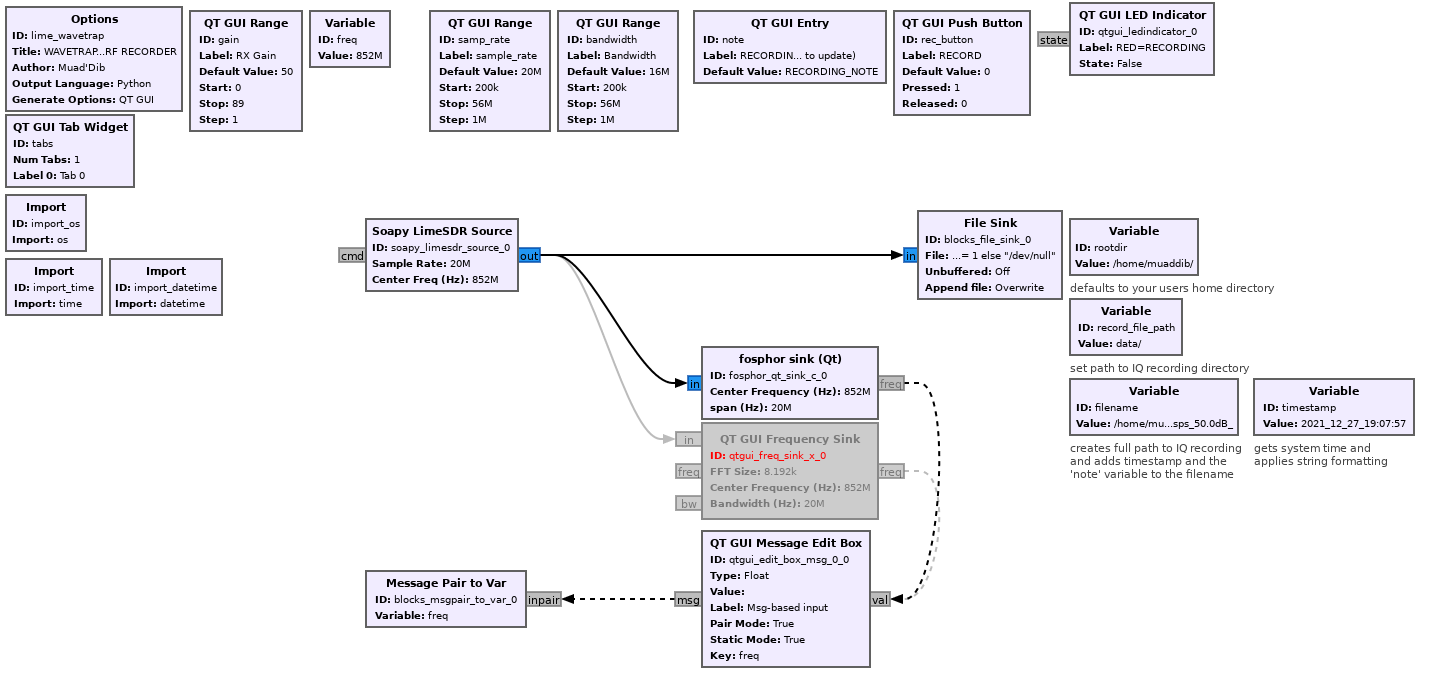 Options
ID: lime_wavetrap
Title: WAVETRAP...RF RECORDER
Author: Muad'Dib
Output Language: Python
Generate Options: QT GUI
QT GUI Range
ID: gain
Label: RX Gain
Default Value: 50
Start: 0
Stop: 89
Step: 1
Variable
ID: freq
Value: 852M
QT GUI Range
ID: samp_rate
Label: sample_rate
Default Value: 20M
Start: 200k
Stop: 56M
Step: 1M
QT GUI Range
ID: bandwidth
Label: Bandwidth
Default Value: 16M
Start: 200k
Stop: 56M
Step: 1M
QT GUI Entry
ID: note
Label: RECORDIN... to update)
Default Value: RECORDING_NOTE
QT GUI Push Button
ID: rec_button
Label: RECORD
Default Value: 0
Pressed: 1
Released: 0
state
QT GUI LED Indicator
ID: qtgui_ledindicator_0
Label: RED=RECORDING
State: False
QT GUI Tab Widget
ID: tabs
Num Tabs: 1
Label 0: Tab 0
Import
ID: import_os
Import: os
Import
ID: import_time
Import: time
Import
ID: import_datetime
Import: datetime
cmd
Soapy LimeSDR Source
ID: soapy_limesdr_source_0
Sample Rate: 20M
Center Freq (Hz): 852M
out
in
File Sink
ID: blocks_file_sink_0
File: ...= 1 else "/dev/null"
Unbuffered: Off
Append file: Overwrite
Variable
ID: rootdir
Value: /home/muaddib/
defaults to your users home directory
Variable
ID: record_file_path
Value: data/
set path to IQ recording directory
Variable
ID: filename
Value: /home/mu...sps_50.0dB_
creates full path to IQ recording
and adds timestamp and the
'note' variable to the filename
Variable
ID: timestamp
Value: 2021_12_27_19:07:57
gets system time and
applies string formatting
in
fosphor sink (Qt)
ID: fosphor_qt_sink_c_0
Center Frequency (Hz): 852M
span (Hz): 20M
freq
in
freq
bw
QT GUI Frequency Sink
ID: qtgui_freq_sink_x_0
FFT Size: 8.192k
Center Frequency (Hz): 852M
Bandwidth (Hz): 20M
freq
QT GUI Message Edit Box
ID: qtgui_edit_box_msg_0_0
Type: Float
Value:
Label: Msg-based input
Pair Mode: True
Static Mode: True
Key: freq
val
msg
Message Pair to Var
ID: blocks_msgpair_to_var_0
Variable: freq
inpair